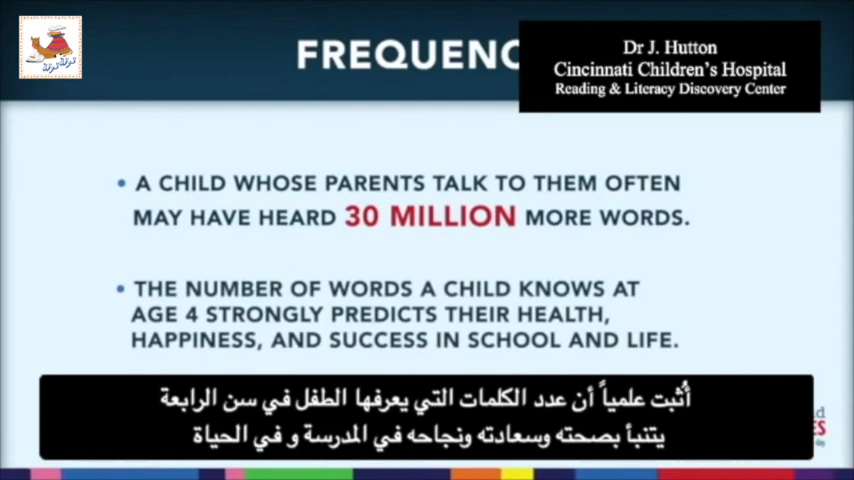 FREQUENC
Dr J. Hutton
Cincinnati Children's Hospital
Reading & Literacy Discovery Center
• A CHILD WHOSE PARENTS TALK TO THEM OFTEN
MAY HAVE HEARD 30 MILLION MORE WORDS.
• THE NUMBER OF WORDS A CHILD KNOWS AT
AGE 4 STRONGLY PREDICTS THEIR HEALTH,
HAPPINESS, AND SUCCESS IN SCHOOL AND LIFE.
أُثبت علمياً أن عدد الكلمات التي يعرفها الطفل في سن الرابعة
يتنبأ بصحته وسعادته ونجاحه في المدرسة و في الحياة